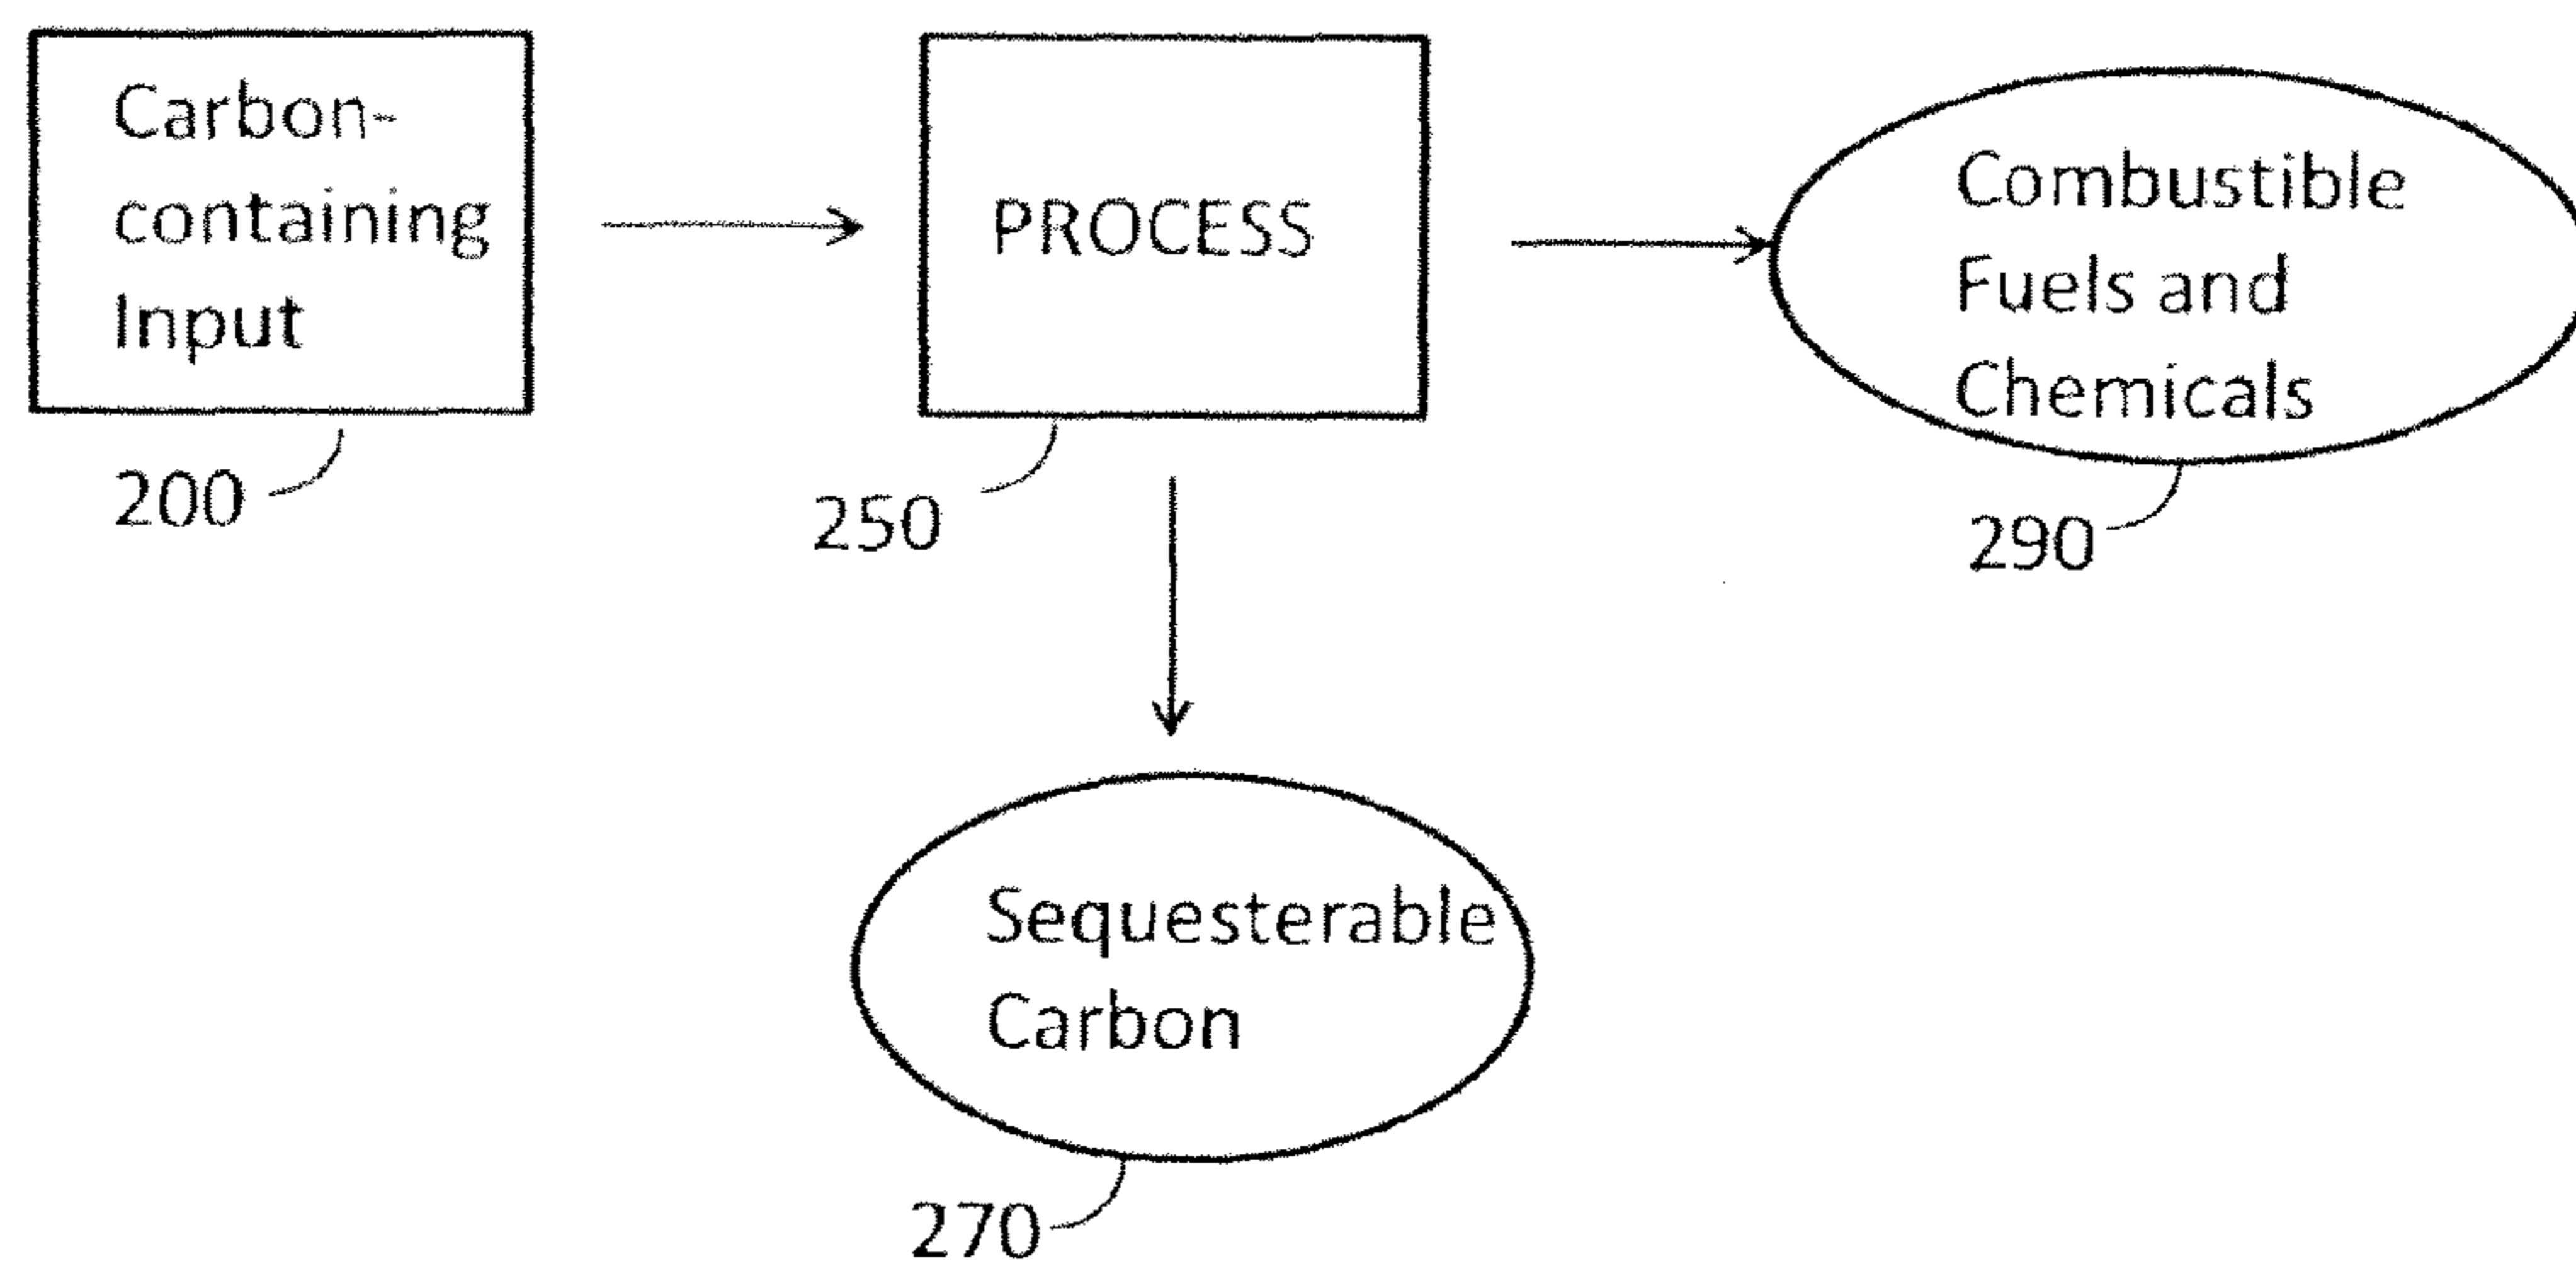 Carbon-
containing
Input
200
PROCESS
250
Combustible
Fuels and
Chemicals
290
Sequesterable
Carbon
270